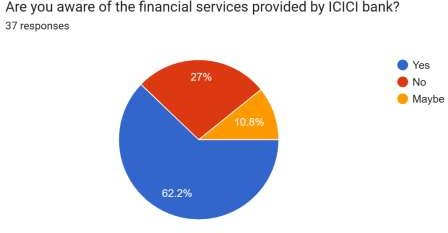 Are you aware of the financial services provided by ICICI bank?
37 responses
Yes
No
Maybe
27%
10.8%
62.2%